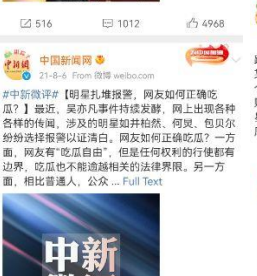 516 1012 4968
中国新闻网
21-8-6 From 微博 weibo.com
#中新微评#【明星扎堆报警，网友如何正确吃
瓜？】最近，吴亦凡事件持续发酵，网上出现各种
各样的传闻，涉及的明星如井柏然、何炅、包贝尔
纷纷选择报警以证清白。网友如何正确吃瓜？一方
面，网友有“吃瓜自由”，但是任何权利的行使都有
边界，吃瓜也不能逾越相关的法律界限。另一方
面，相比普通人，公众 ... Full Text
中新